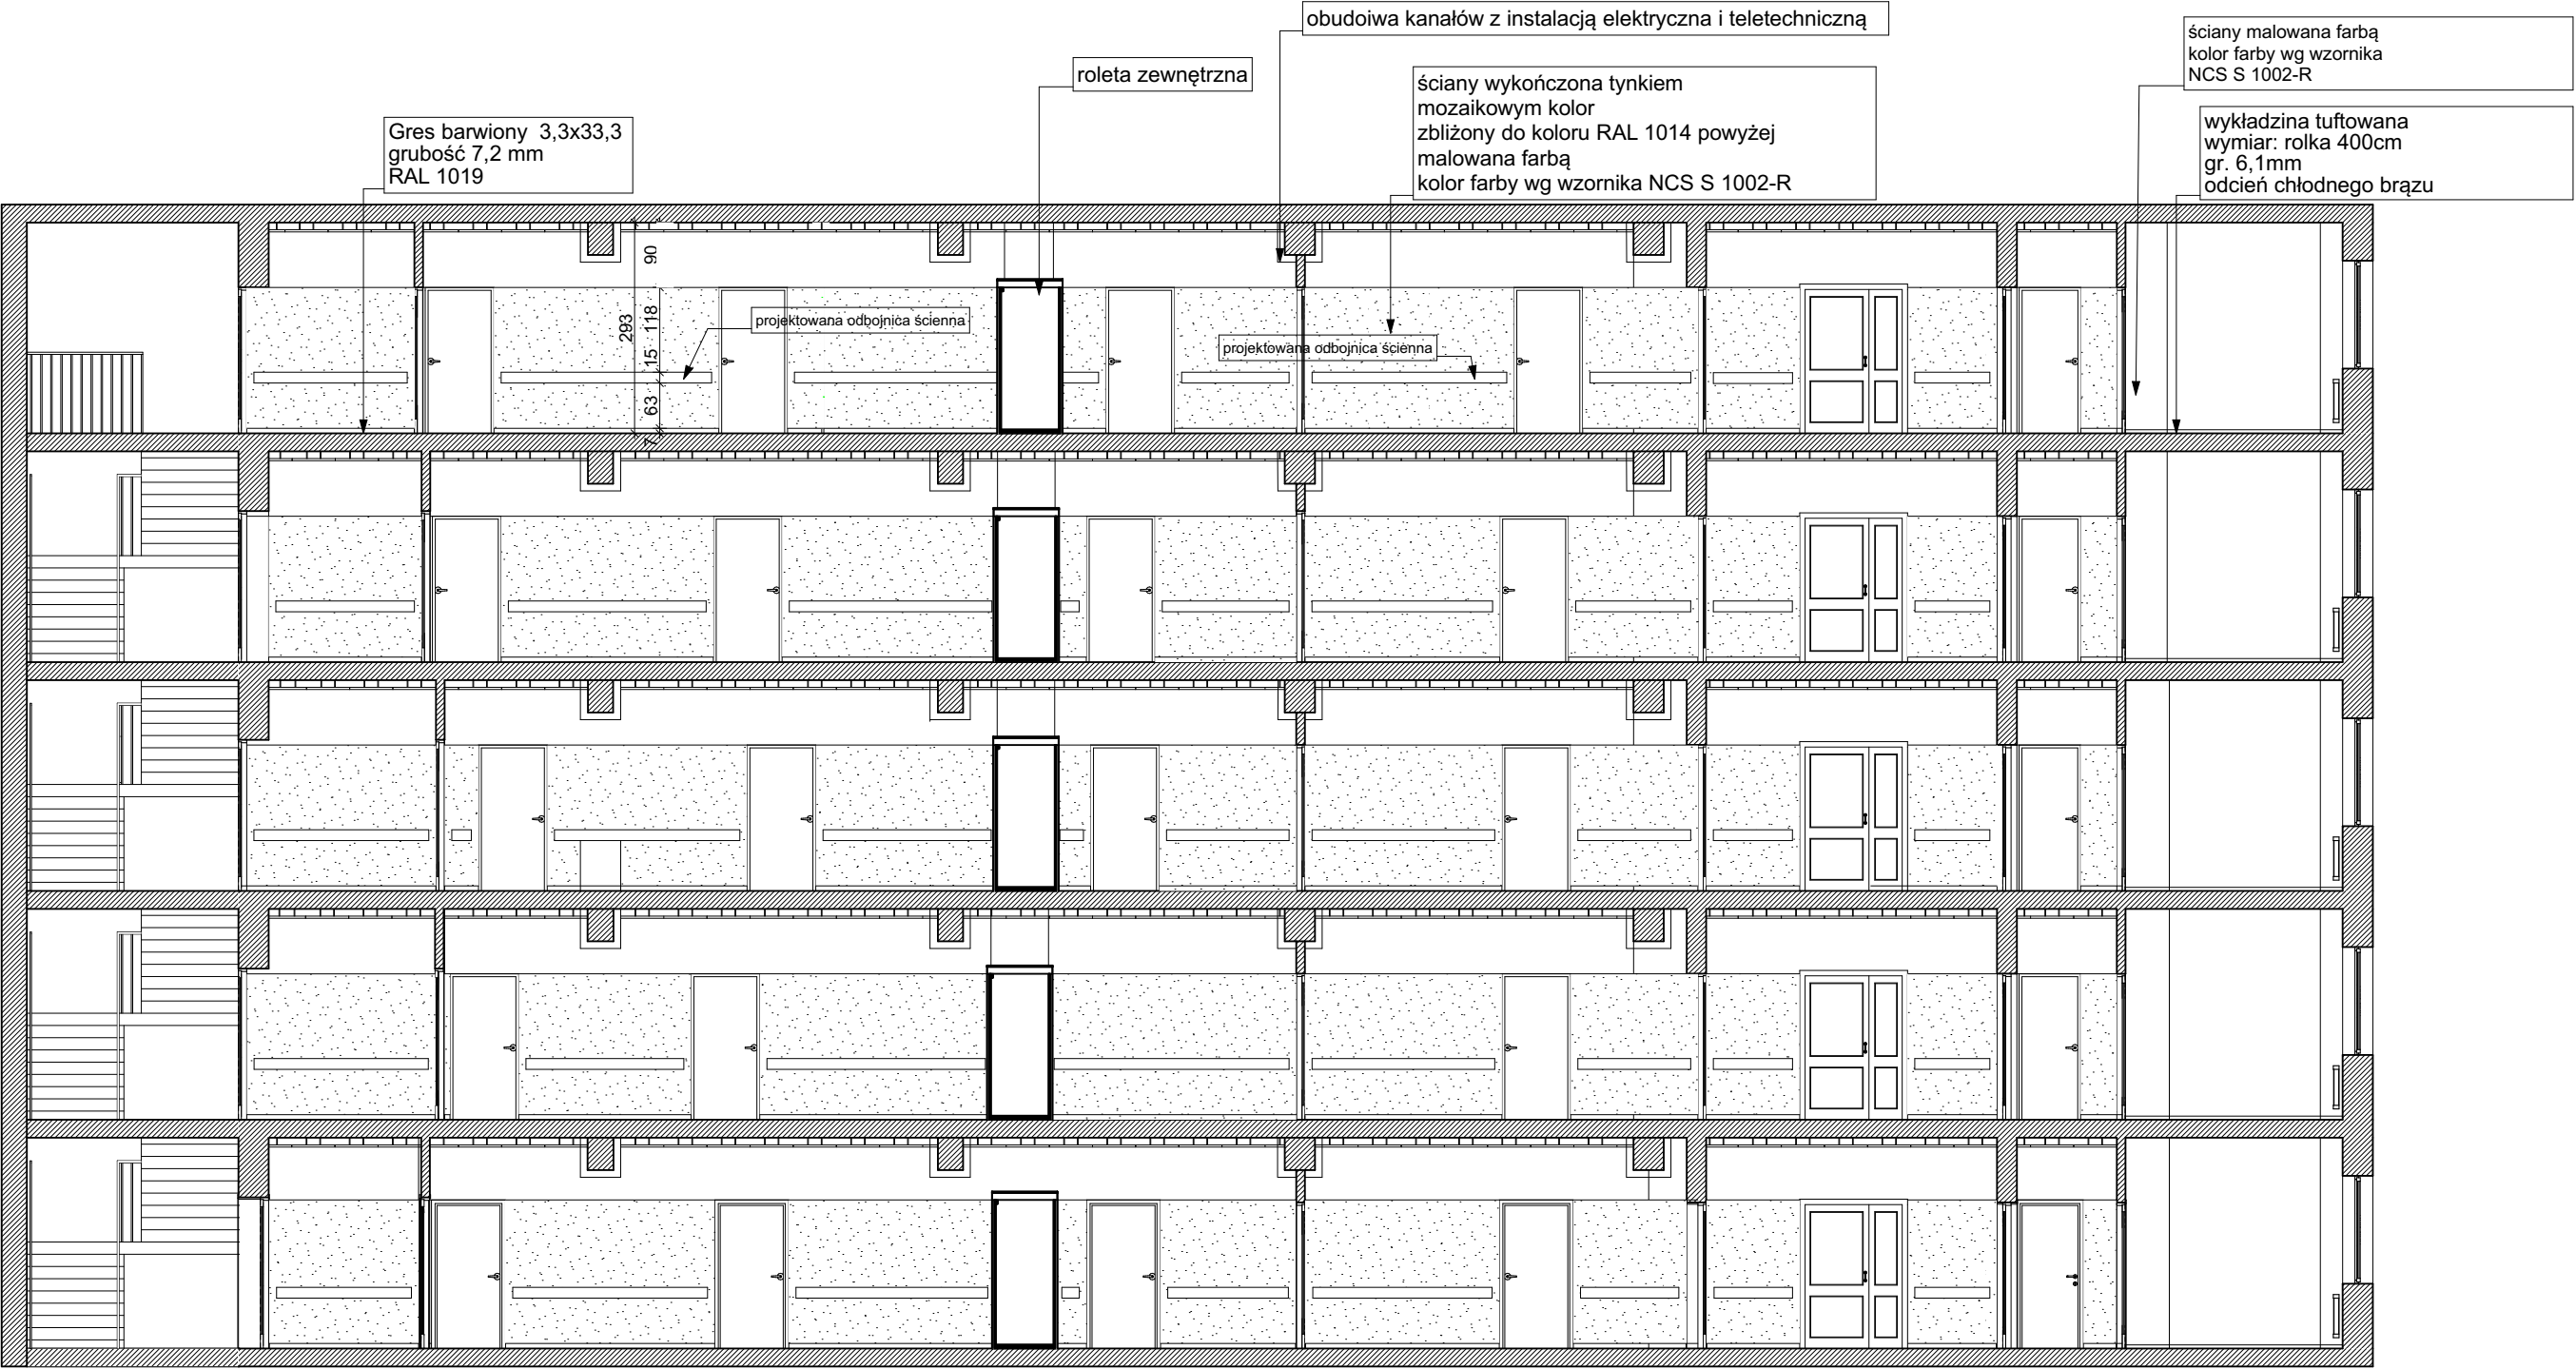 obudoiwa kanałów z instalacją elektryczna i teletechniczną
ściany malowana farbą
kolor farby wg wzornika
NCS S 1002-R
roleta zewnętrzna
ściany wykończona tynkiem
mozaikowym kolor
zbliżony do koloru RAL 1014 powyżej
malowana farbą
kolor farby wg wzornika NCS S 1002-R
wykładzina tuftowana
wymiar: rolka 400cm
gr. 6,1mm
odcień chłodnego brązu
Gres barwiony 3,3x33,3
grubość 7,2 mm
RAL 1019
90
118
293
15
63
7
projektowana odbojnica ścienna
projektowana odbojnica ścienna